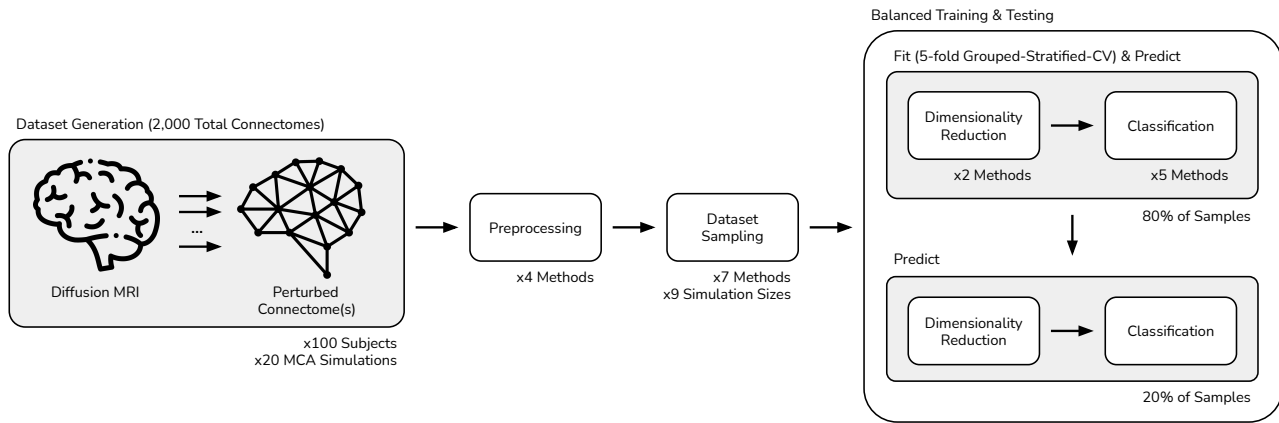 Dataset Generation (2,000 Total Connectomes)
...
Diffusion MRI
Perturbed
Connectome(s)
x100 Subjects
x20 MCA Simulations
Preprocessing
x4 Methods
Dataset
Sampling
x7 Methods
x9 Simulation Sizes
Balanced Training & Testing
Fit (5-fold Grouped-Stratified-CV) & Predict
Dimensionality
Reduction
x2 Methods
Classification
x5 Methods
80% of Samples
Predict
Dimensionality
Reduction
Classification
20% of Samples